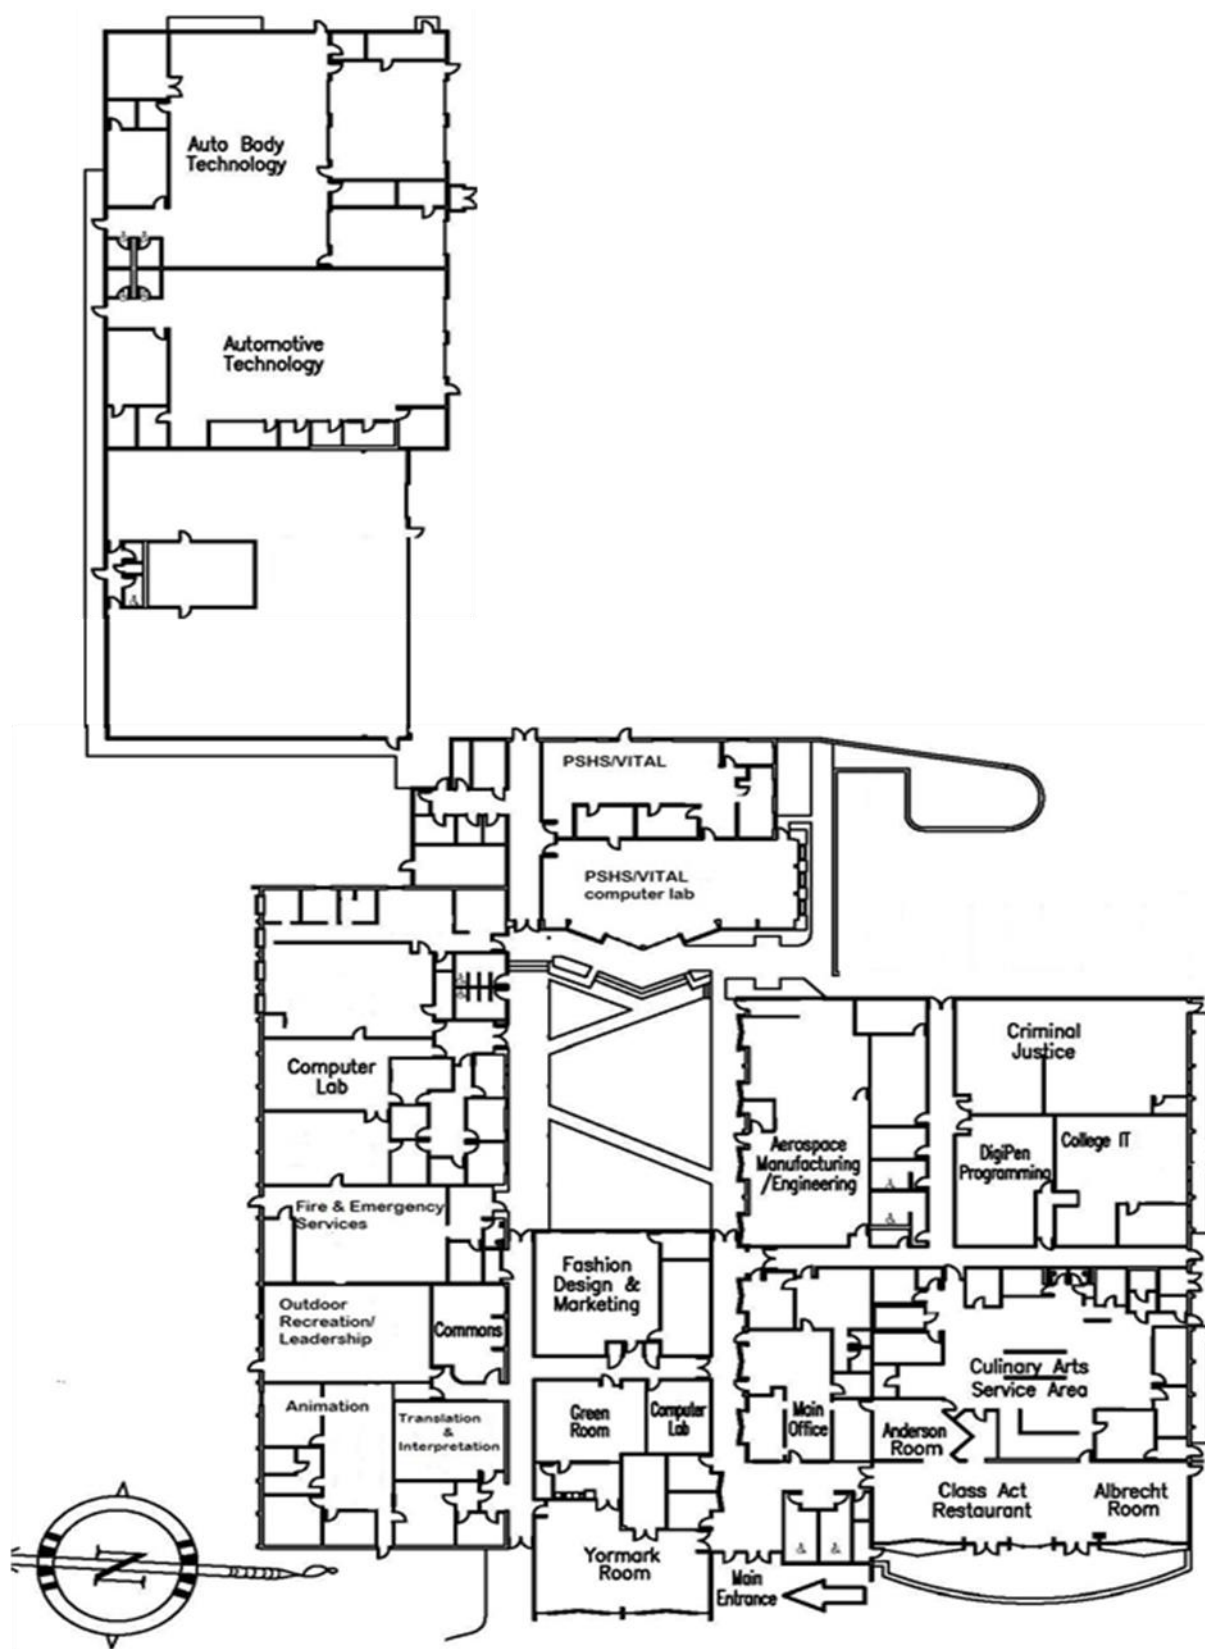 Auto Body
Technology
Automotive
Technology
PSHS/VITAL
PSHS/VITAL
computer lab
Criminal
Justice
Computer
Lab
College IT
DigiPen
Programming
Aerospace
Manufacturing
/Engineering
Fire & Emergency
Services
Fashion
Design &
Marketing
Outdoor
Recreation/
Leadership
Commons
Culinary Arts
Service Area
Animation
Translation
&
Interpretation
Green
Room
Computer
Lab
Main
Office
Anderson
Room
Class Act
Restaurant
Albrecht
Room
Yormark
Room
Main
Entrance
N